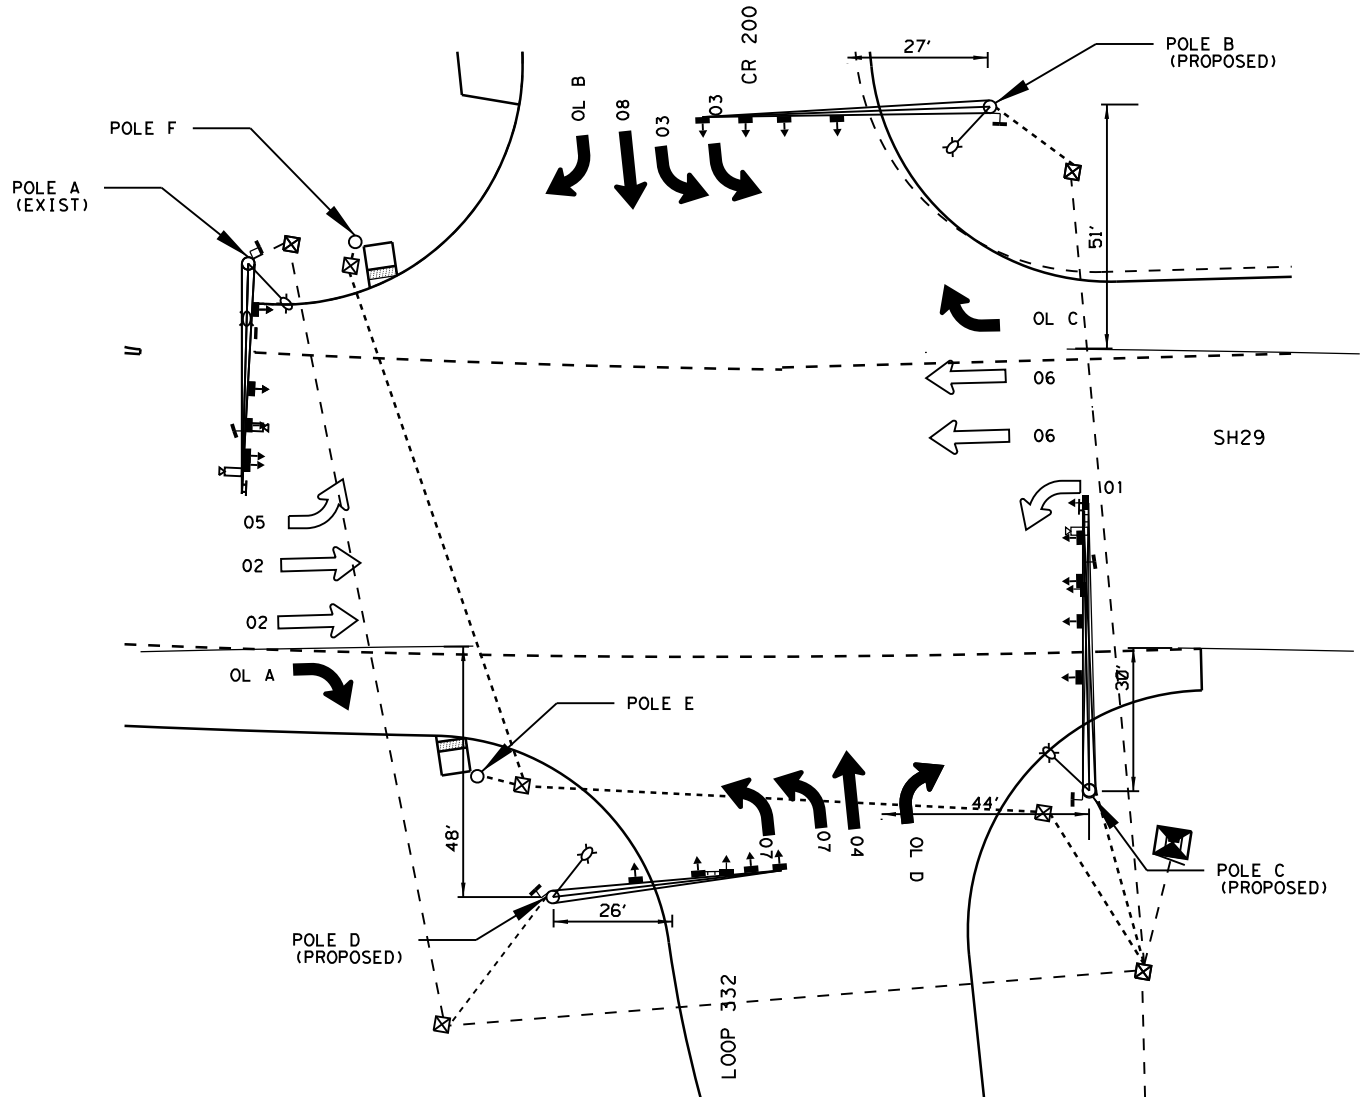 CR 200
27'
POLE B
(PROPOSED)
OL B
08
03
03
POLE F
POLE A
(EXIST)
51'
OL C
06
06
SH29
01
05
02
02
OL A
30'
POLE E
44'
48'
07
07
04
OL D
POLE C
(PROPOSED)
26'
POLE D
(PROPOSED)
LOOP 332